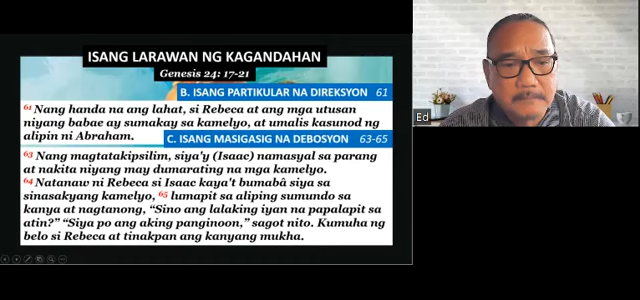 ISANG LARAWAN NG KAGANDAHAN
Genesis 24: 17-21
B. ISANG PARTIKULAR NA DIREKSYON 61
61 Nang handa na ang lahat, si Rebeca at ang mga utusan
niyang babae ay sumakay sa kamelyo, at umalis kasunod ng
alipin ni Abraham.
C. ISANG MASIGASIG NA DEBOSYON 63-65
63 Nang magtatakipsilim, siya'y (Isaac) namasyal sa parang
at nakita niyang may dumarating na mga kamelyo.
64 Natanaw ni Rebeca si Isaac kaya't bumabâ siya sa
sinasakyang kamelyo, 65 lumapit sa aliping sumundo sa
kanya at nagtanong, “Sino ang lalaking iyan na papalapit sa
atin?” “Siya po ang aking panginoon,” sagot nito. Kumuha ng
belo si Rebeca at tinakpan ang kanyang mukha.
Ed